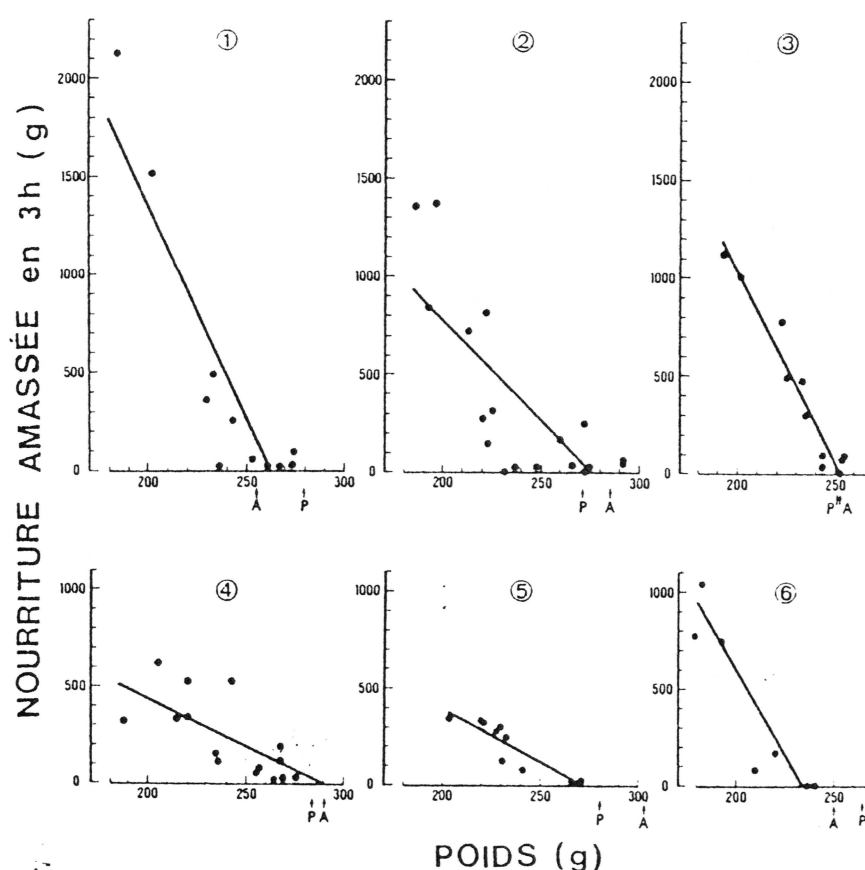 NOURRITURE AMASSÉE en 3h (g)
① ② ③
2000 2000 2000
1500 1500 1500
1000 1000 1000
500 500 500
0 0 0
200 250 300 200 250 300 200 250
A P P A P A
④ ⑤ ⑥
1000 1000 1000
500 500 500
0 0 0
200 250 300 200 250 300 200 250
P A P A A P
POIDS (g)